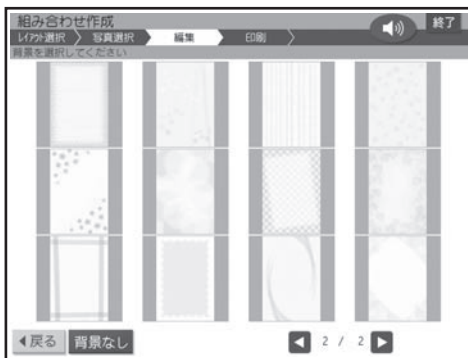 組み合わせ作成
終了
ﾚｲｱｳﾄ選択 写真選択 編集 印刷
背景を選択してください
戻る 背景なし 2 / 2